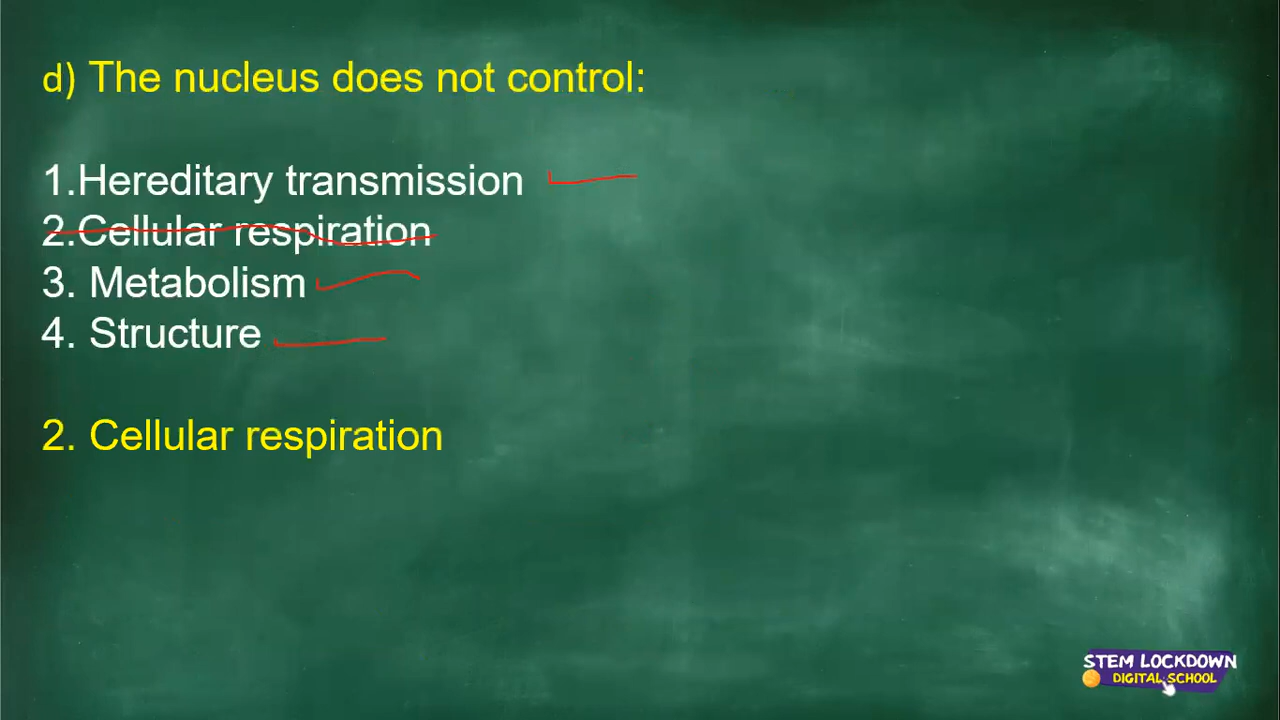 d) The nucleus does not control:
1.Hereditary transmission
2.Cellular respiration
3. Metabolism
4. Structure
2. Cellular respiration
STEM LOCKDOWN
DIGITAL SCHOOL